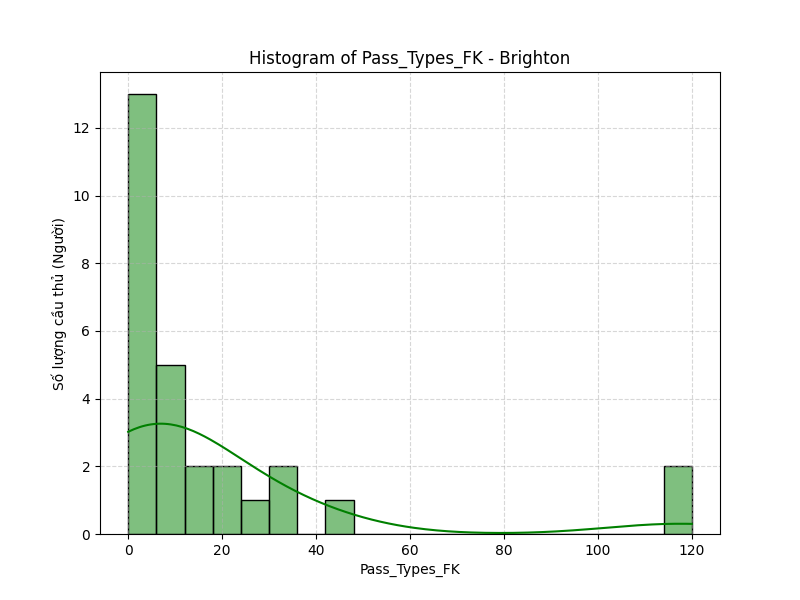 Histogram of Pass_Types_FK - Brighton
Số lượng cầu thủ (Người)
12
10
8
6
4
2
0
0 20 40 60 80 100 120
Pass_Types_FK